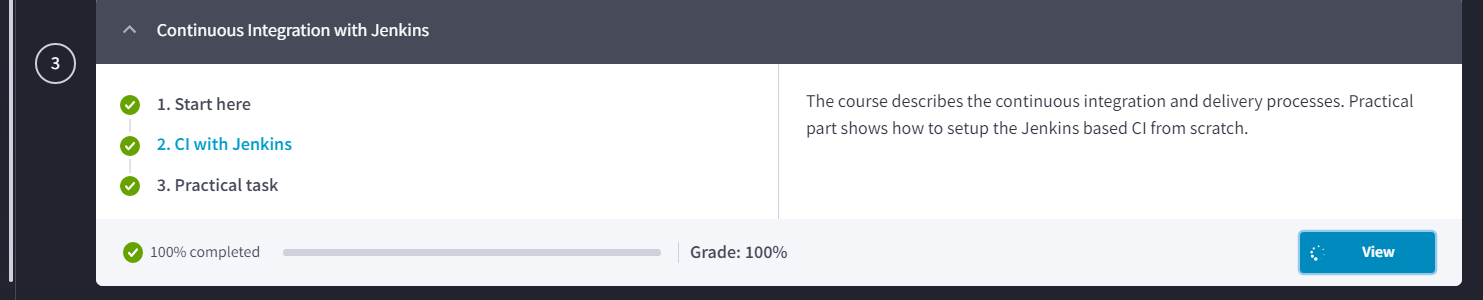 3
Continuous Integration with Jenkins
1. Start here
2. CI with Jenkins
3. Practical task
The course describes the continuous integration and delivery processes. Practical
part shows how to setup the Jenkins based CI from scratch.
100% completed
Grade: 100%
View